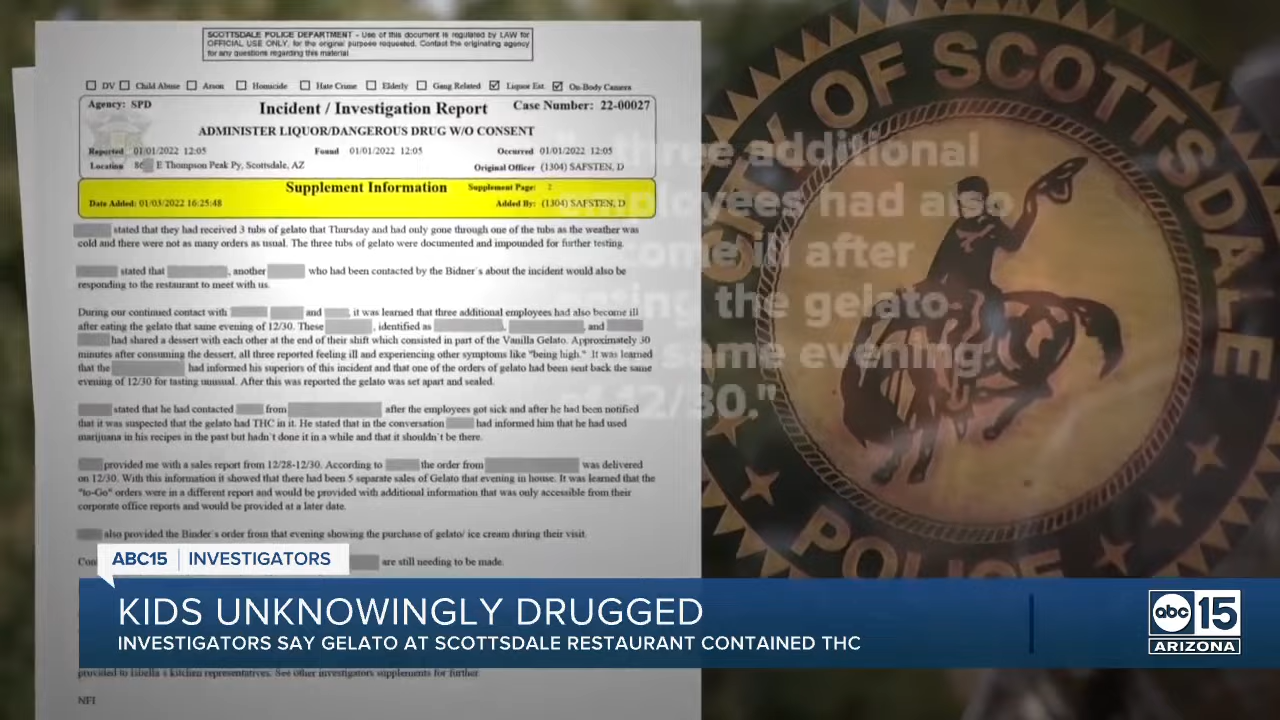 SCOTTSDALE POLICE DEPARTMENT - Use of this document is regulated by LAW for
OFFICIAL USE ONLY, for the original purpose requested. Contact the originating agency
for any questions regarding this material
DV Child Abuse Arson Homicide Hate Crime Elderly Gang Related Liquor Est. On-Body Camera
Agency: SPD Incident / Investigation Report Case Number: 22-00027
ADMINISTER LIQUOR/DANGEROUS DRUG W/O CONSENT
Reported 01/01/2022 12:05 Found 01/01/2022 12:05 Occurred 01/01/2022 12:05
Location E Thompson Peak Py, Scottsdale, AZ Original Officer (1304) SAFSTEN, D
Supplement Information Supplement Page: 2
Date Added: 01/03/2022 16:25:48 Added By: (1304) SAFSTEN, D
stated that they had received 3 tubs of gelato that Thursday and had only gone through one of the tubs as the weather was
cold and there were not as many orders as usual. The three tubs of gelato were documented and impounded for further testing.
stated that , another who had been contacted by the Bidner's about the incident would also be
responding to the restaurant to meet with us.
During our continued contact with and , it was learned that three additional employees had also become ill
after eating the gelato that same evening of 12/30. These , identified as , , and
had shared a dessert with each other at the end of their shift which consisted in part of the Vanilla Gelato. Approximately 30
minutes after consuming the dessert, all three reported feeling ill and experiencing other symptoms like "being high." It was learned
that the had informed his superiors of this incident and that one of the orders of gelato had been sent back the same
evening of 12/30 for tasting unusual. After this was reported the gelato was set apart and sealed.
stated that he had contacted from after the employees got sick and after he had been notified
that it was suspected that the gelato had THC in it. He stated that in the conversation had informed him that he had used
marijuana in his recipes in the past but hadn't done it in a while and that it shouldn't be there.
provided me with a sales report from 12/28-12/30. According to the order from was delivered
on 12/30. With this information it showed that there had been 5 separate sales of Gelato that evening in house. It was learned that the
"to-Go" orders were in a different report and would be provided with additional information that was only accessible from their
corporate office reports and would be provided at a later date.
also provided the Binder's order from that evening showing the purchase of gelato/ ice cream during their visit
are still needing to be made.
provided to kitchen representatives. See other investigators supplements for further
NFI
three additional
employees had also
come ill after
the gelato
same evening
12/30."
CITY OF SCOTTSDALE
POLICE
ABC15 | INVESTIGATORS
KIDS UNKNOWINGLY DRUGGED
INVESTIGATORS SAY GELATO AT SCOTTSDALE RESTAURANT CONTAINED THC
abc 15
ARIZONA